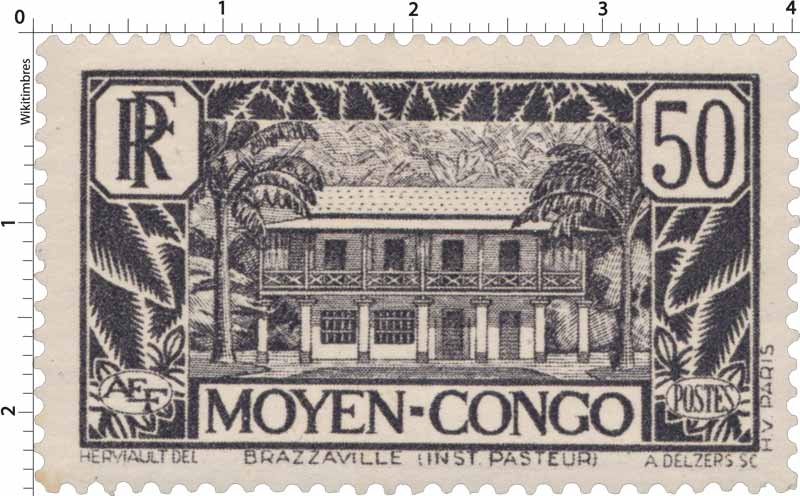 0 1 2 3 4
Wikitimbres
1
2
RF
50
AEF
POSTES
MOYEN-CONGO
H.V. PARIS
HERVIAULT DEL BRAZZAVILLE (INST. PASTEUR) A. DELZERS. SC